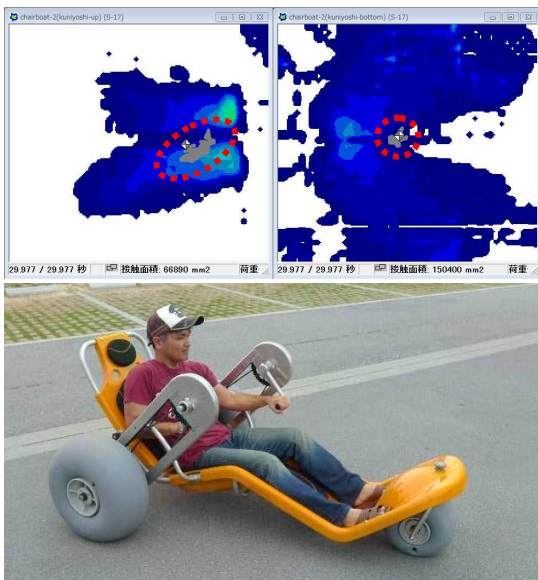 chairboat-2(kuniyoshi-up) (S-17)
chairboat-2(kuniyoshi-bottom) (S-17)
29.977 / 29.977 秒 接触面積: 66890 mm2 荷重:
29.977 / 29.977 秒 接触面積: 150400 mm2 荷重: